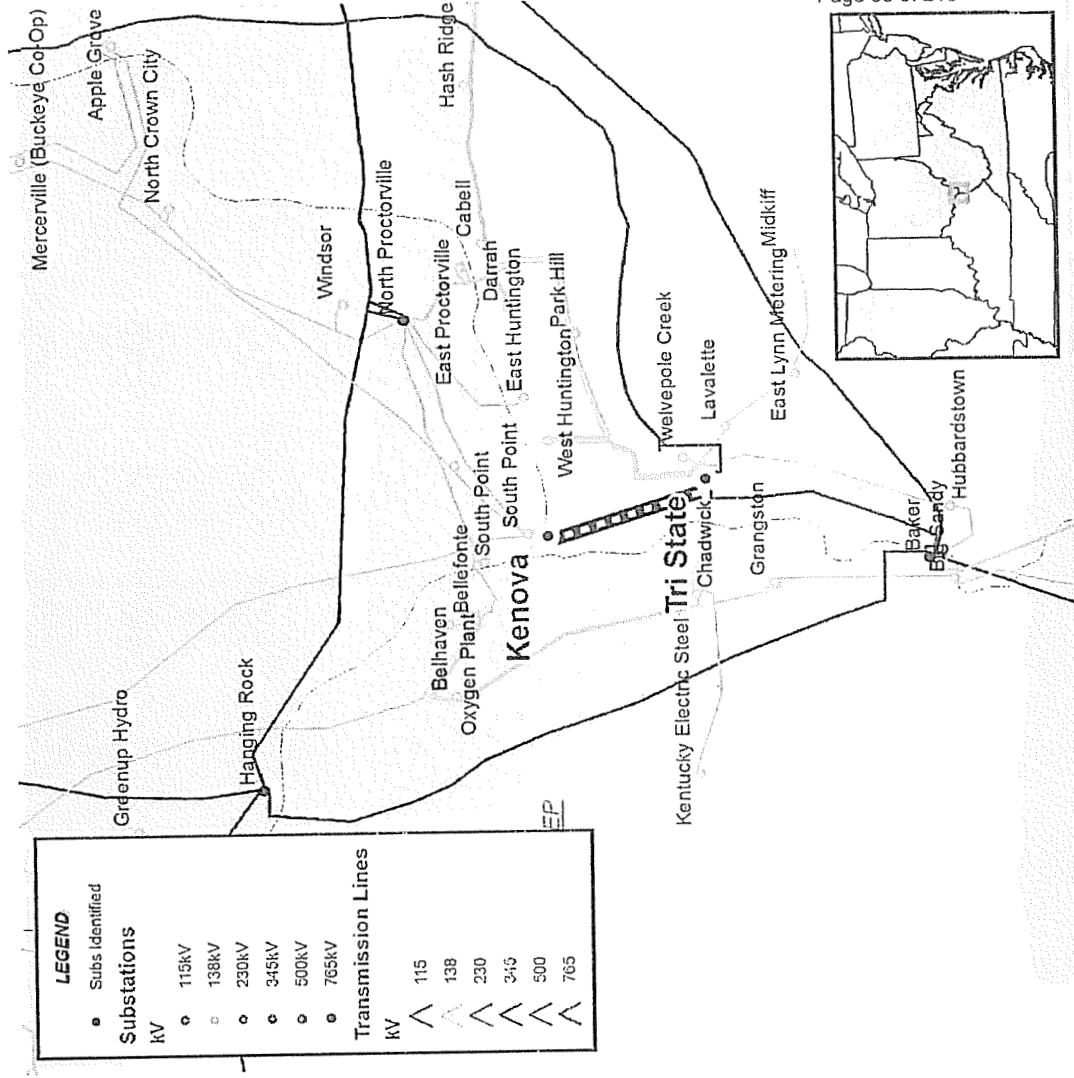 Mercerville (Buckeye Co-Op)
Apple Grove
North Crown City
Hash Ridge
Windsor
North Proctorville
Cabell
East Proctorville
Darrah
East Huntington
Park Hill
West Huntington
South Point
South Point
Bellefonte
Belhaven
Oxygen Plant
Kenova
Greenup Hydro
Hanging Rock
Twelvepole Creek
Lavalette
East Lynn Metering
Midkiff
Tri State
Chadwick
Grangston
Kentucky Electric Steel
Baker
Big Sandy
Hubbardstown
EP
LEGEND
Subs Identified
Substations
kV
115kV
138kV
230kV
345kV
500kV
765kV
Transmission Lines
kV
115
138
230
345
500
765